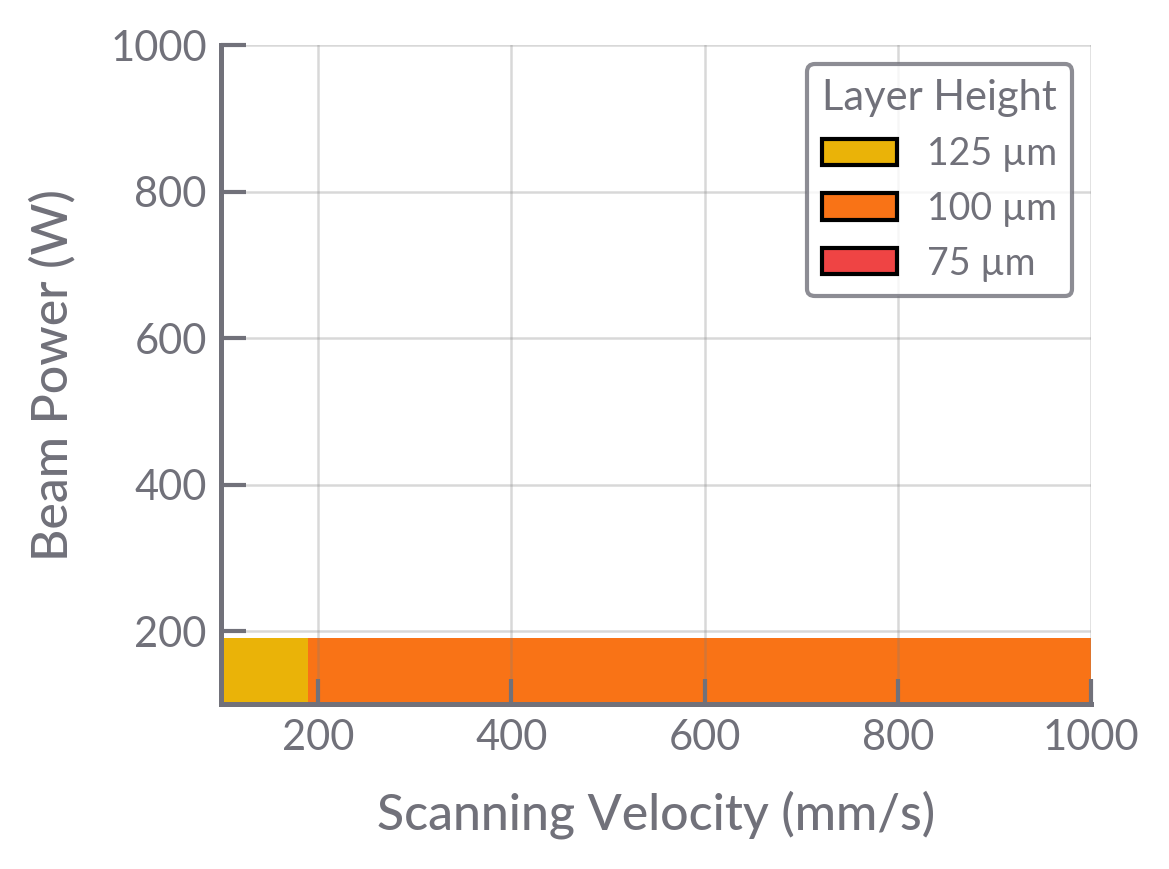 1000
800
600
400
200
Beam Power (W)
Layer Height
125 µm
100 µm
75 µm
200 400 600 800 1000
Scanning Velocity (mm/s)